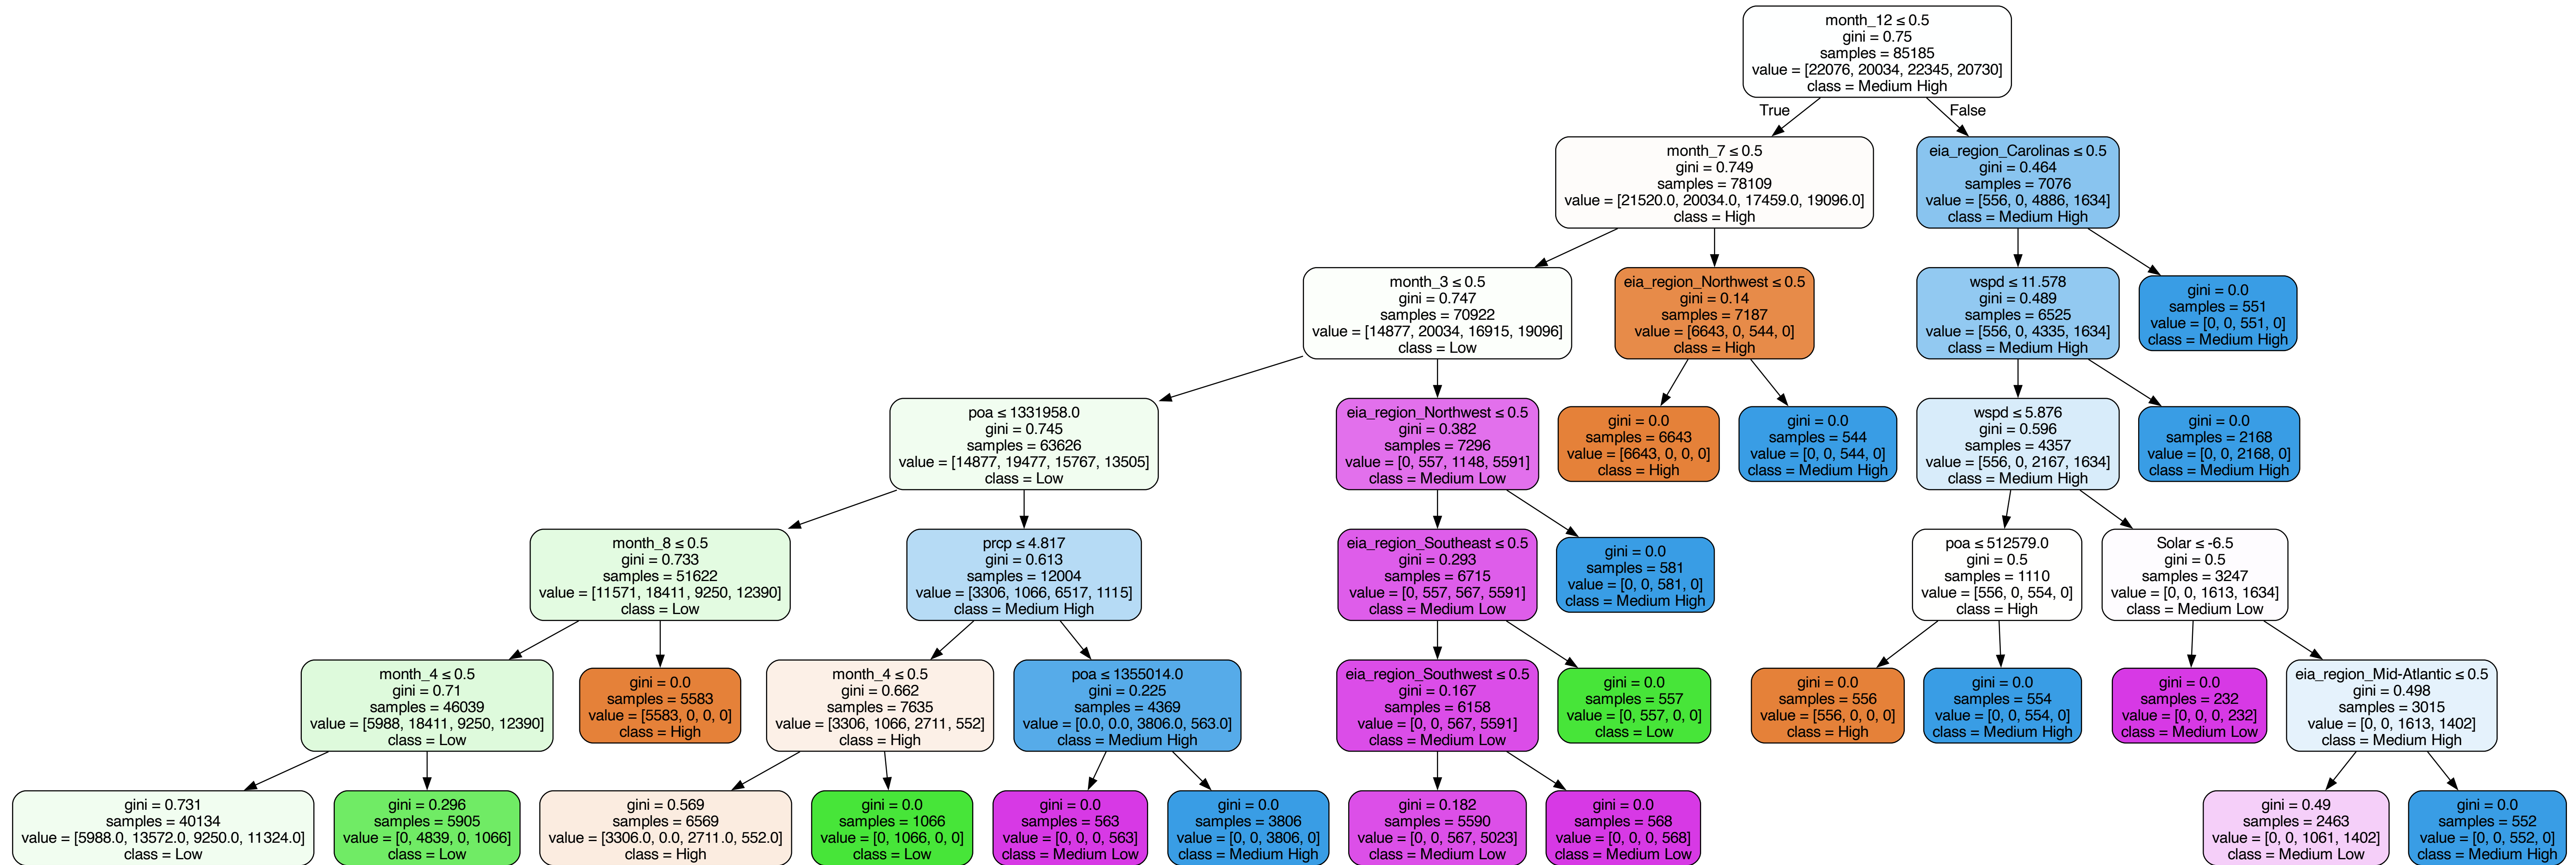 month_12 ≤ 0.5
gini = 0.75
samples = 85185
value = [22076, 20034, 22345, 20730]
class = Medium High
True
False
month_7 ≤ 0.5
gini = 0.749
samples = 78109
value = [21520.0, 20034.0, 17459.0, 19096.0]
class = High
eia_region_Carolinas ≤ 0.5
gini = 0.464
samples = 7076
value = [556, 0, 4886, 1634]
class = Medium High
month_3 ≤ 0.5
gini = 0.747
samples = 70922
value = [14877, 20034, 16915, 19096]
class = Low
eia_region_Northwest ≤ 0.5
gini = 0.14
samples = 7187
value = [6643, 0, 544, 0]
class = High
wspd ≤ 11.578
gini = 0.489
samples = 6525
value = [556, 0, 4335, 1634]
class = Medium High
gini = 0.0
samples = 551
value = [0, 0, 551, 0]
class = Medium High
poa ≤ 1331958.0
gini = 0.745
samples = 63626
value = [14877, 19477, 15767, 13505]
class = Low
eia_region_Northwest ≤ 0.5
gini = 0.382
samples = 7296
value = [0, 557, 1148, 5591]
class = Medium Low
gini = 0.0
samples = 6643
value = [6643, 0, 0, 0]
class = High
gini = 0.0
samples = 544
value = [0, 0, 544, 0]
class = Medium High
wspd ≤ 5.876
gini = 0.596
samples = 4357
value = [556, 0, 2167, 1634]
class = Medium High
gini = 0.0
samples = 2168
value = [0, 0, 2168, 0]
class = Medium High
month_8 ≤ 0.5
gini = 0.733
samples = 51622
value = [11571, 18411, 9250, 12390]
class = Low
prcp ≤ 4.817
gini = 0.613
samples = 12004
value = [3306, 1066, 6517, 1115]
class = Medium High
eia_region_Southeast ≤ 0.5
gini = 0.293
samples = 6715
value = [0, 557, 567, 5591]
class = Medium Low
gini = 0.0
samples = 581
value = [0, 0, 581, 0]
class = Medium High
poa ≤ 512579.0
gini = 0.5
samples = 1110
value = [556, 0, 554, 0]
class = High
Solar ≤ -6.5
gini = 0.5
samples = 3247
value = [0, 0, 1613, 1634]
class = Medium Low
month_4 ≤ 0.5
gini = 0.71
samples = 46039
value = [5988, 18411, 9250, 12390]
class = Low
gini = 0.0
samples = 5583
value = [5583, 0, 0, 0]
class = High
month_4 ≤ 0.5
gini = 0.662
samples = 7635
value = [3306, 1066, 2711, 552]
class = High
poa ≤ 1355014.0
gini = 0.225
samples = 4369
value = [0.0, 0.0, 3806.0, 563.0]
class = Medium High
eia_region_Southwest ≤ 0.5
gini = 0.167
samples = 6158
value = [0, 0, 567, 5591]
class = Medium Low
gini = 0.0
samples = 557
value = [0, 557, 0, 0]
class = Low
gini = 0.0
samples = 556
value = [556, 0, 0, 0]
class = High
gini = 0.0
samples = 554
value = [0, 0, 554, 0]
class = Medium High
gini = 0.0
samples = 232
value = [0, 0, 0, 232]
class = Medium Low
eia_region_Mid-Atlantic ≤ 0.5
gini = 0.498
samples = 3015
value = [0, 0, 1613, 1402]
class = Medium High
gini = 0.731
samples = 40134
value = [5988.0, 13572.0, 9250.0, 11324.0]
class = Low
gini = 0.296
samples = 5905
value = [0, 4839, 0, 1066]
class = Low
gini = 0.569
samples = 6569
value = [3306.0, 0.0, 2711.0, 552.0]
class = High
gini = 0.0
samples = 1066
value = [0, 1066, 0, 0]
class = Low
gini = 0.0
samples = 563
value = [0, 0, 0, 563]
class = Medium Low
gini = 0.0
samples = 3806
value = [0, 0, 3806, 0]
class = Medium High
gini = 0.182
samples = 5590
value = [0, 0, 567, 5023]
class = Medium Low
gini = 0.0
samples = 568
value = [0, 0, 0, 568]
class = Medium Low
gini = 0.49
samples = 2463
value = [0, 0, 1061, 1402]
class = Medium Low
gini = 0.0
samples = 552
value = [0, 0, 552, 0]
class = Medium High